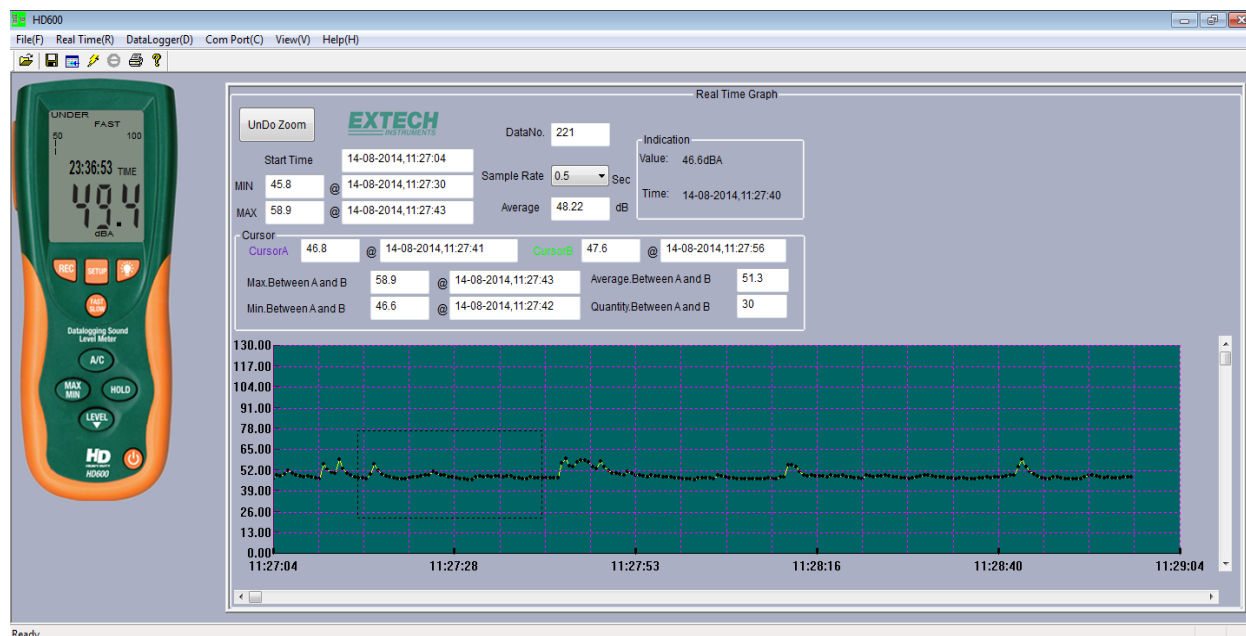 HD600
File(F) Real Time(R) DataLogger(D) Com Port(C) View(V) Help(H)
Real Time Graph
UNDER
FAST
50 100
23:36:53 TIME
49.4
dBA
REC SETUP
FAST
SLOW
Datalogging Sound
Level Meter
A/C
MAX
MIN
HOLD
LEVEL
HD
HEAVY DUTY
HD600
UnDo Zoom
EXTECH
INSTRUMENTS
DataNo. 221
Start Time 14-08-2014,11:27:04
MIN 45.8 @ 14-08-2014,11:27:30
MAX 58.9 @ 14-08-2014,11:27:43
Sample Rate 0.5 Sec
Average 48.22 dB
Indication
Value: 46.6dBA
Time: 14-08-2014,11:27:40
Cursor
CursorA 46.8 @ 14-08-2014,11:27:41 CursorB 47.6 @ 14-08-2014,11:27:56
Max.Between A and B 58.9 @ 14-08-2014,11:27:43 Average.Between A and B 51.3
Min.Between A and B 46.6 @ 14-08-2014,11:27:42 Quantity.Between A and B 30
130.00
117.00
104.00
91.00
78.00
65.00
52.00
39.00
26.00
13.00
0.00
11:27:04 11:27:28 11:27:53 11:28:16 11:28:40 11:29:04
Ready